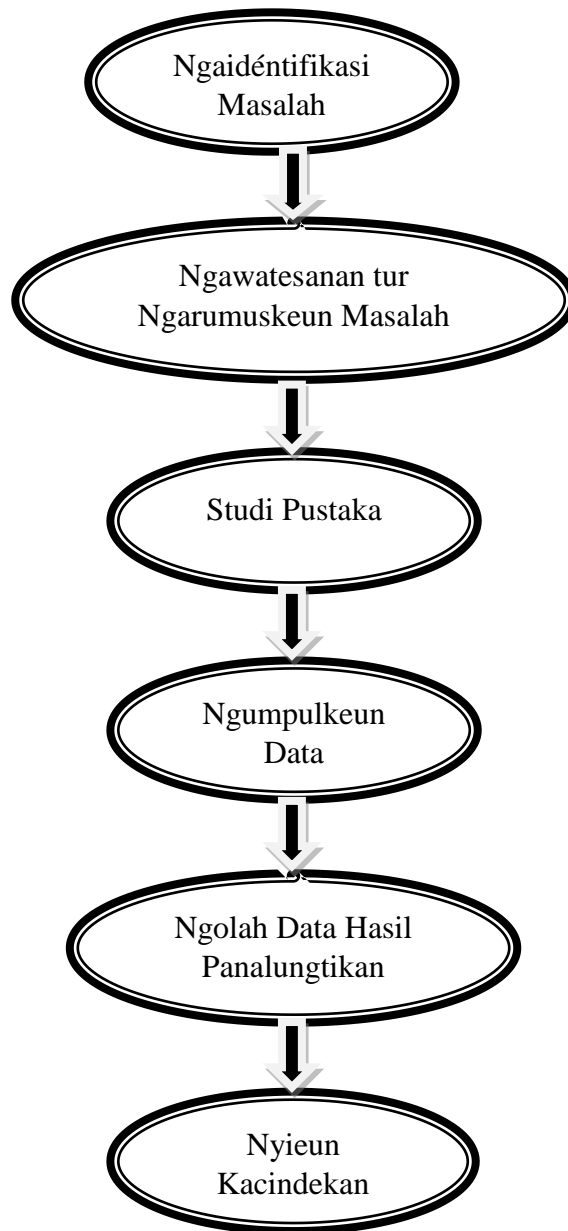 Ngaidéntifikasi
Masalah
Ngawatesanan tur
Ngarumuskeun Masalah
Studi Pustaka
Ngumpulkeun
Data
Ngolah Data Hasil
Panalungtikan
Nyieun
Kacindekan